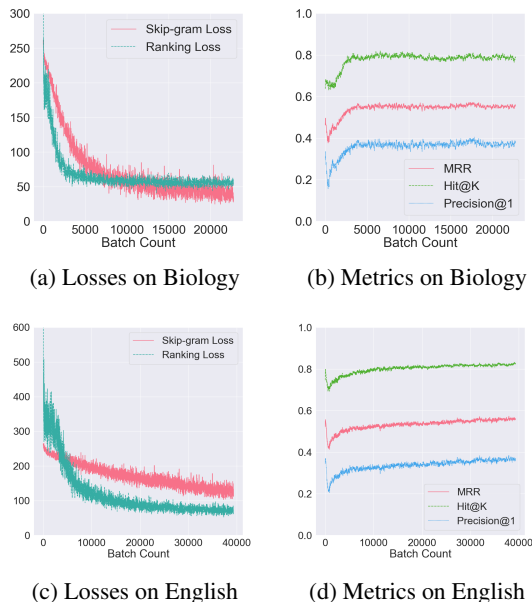 300
250
200
150
100
50
0
Skip-gram Loss
Ranking Loss
0 5000 10000 15000 20000
Batch Count
(a) Losses on Biology
1.0
0.8
0.6
0.4
0.2
0.0
MRR
Hit@K
Precision@1
0 5000 10000 15000 20000
Batch Count
(b) Metrics on Biology
600
500
400
300
200
100
0
Skip-gram Loss
Ranking Loss
0 10000 20000 30000 40000
Batch Count
(c) Losses on English
1.0
0.8
0.6
0.4
0.2
0.0
MRR
Hit@K
Precision@1
0 10000 20000 30000 40000
Batch Count
(d) Metrics on English